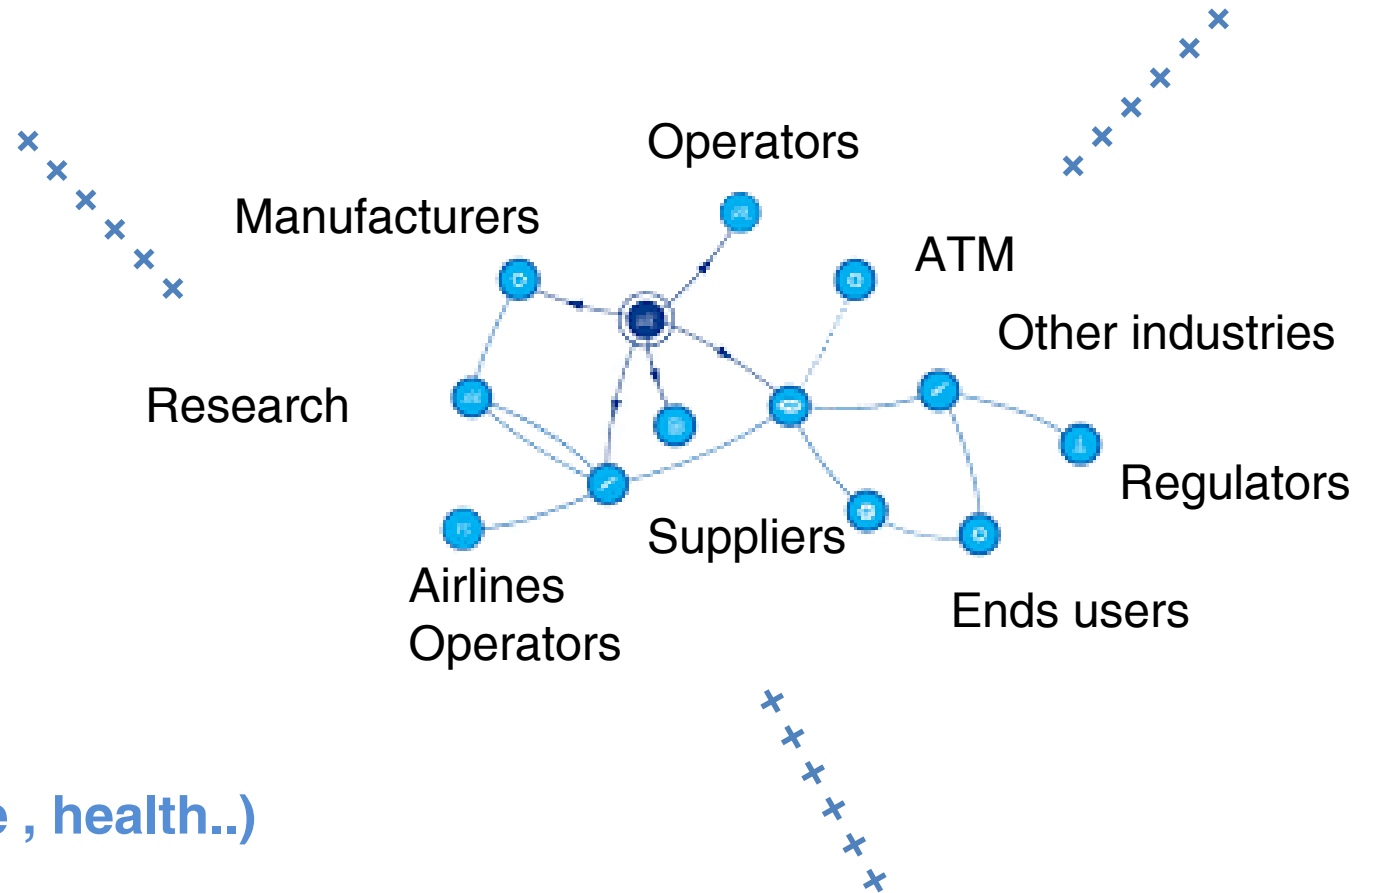 Operators
Manufacturers
ATM
Other industries
Research
Regulators
Suppliers
Airlines
Operators
Ends users
, health..)